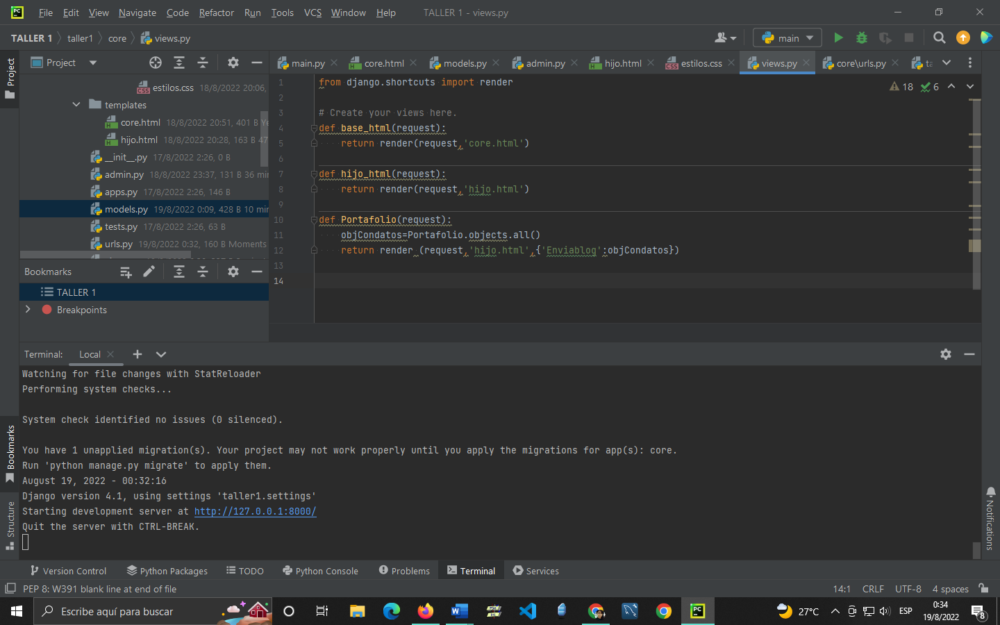 PC
File Edit View Navigate Code Refactor Run Tools VCS Window Help TALLER 1 - views.py
TALLER 1 taller1 core views.py main
Project
Project
main.py core.html models.py admin.py hijo.html estilos.css views.py core\urls.py ta
estilos.css 18/8/2022 20:06,
templates
core.html 18/8/2022 20:51, 401 B Ye
hijo.html 18/8/2022 20:28, 163 B 47
__init__.py 17/8/2022 2:26, 0 B
admin.py 18/8/2022 23:37, 131 B 36 min
apps.py 17/8/2022 2:26, 146 B
models.py 19/8/2022 0:09, 428 B 10 min
tests.py 17/8/2022 2:26, 63 B
urls.py 19/8/2022 0:32, 160 B Moments
18 6
1 from django.shortcuts import render
2
3 # Create your views here.
4 def base_html(request):
5 return render(request,'core.html')
6
7 def hijo_html(request):
8 return render(request,'hijo.html')
9
10 def Portafolio(request):
11 objCondatos=Portafolio.objects.all()
12 return render (request,'hijo.html',{'Enviablog':objCondatos})
13
14
Bookmarks
TALLER 1
Breakpoints
Terminal: Local
Watching for file changes with StatReloader
Performing system checks...
System check identified no issues (0 silenced).
You have 1 unapplied migration(s). Your project may not work properly until you apply the migrations for app(s): core.
Run 'python manage.py migrate' to apply them.
August 19, 2022 - 00:32:16
Django version 4.1, using settings 'taller1.settings'
Starting development server at http://127.0.0.1:8000/
Quit the server with CTRL-BREAK.
Bookmarks
Structure
Notifications
Version Control Python Packages TODO Python Console Problems Terminal Services
PEP 8: W391 blank line at end of file 14:1 CRLF UTF-8 4 spaces
Escribe aquí para buscar 27°C ESP 0:34
19/8/2022
8